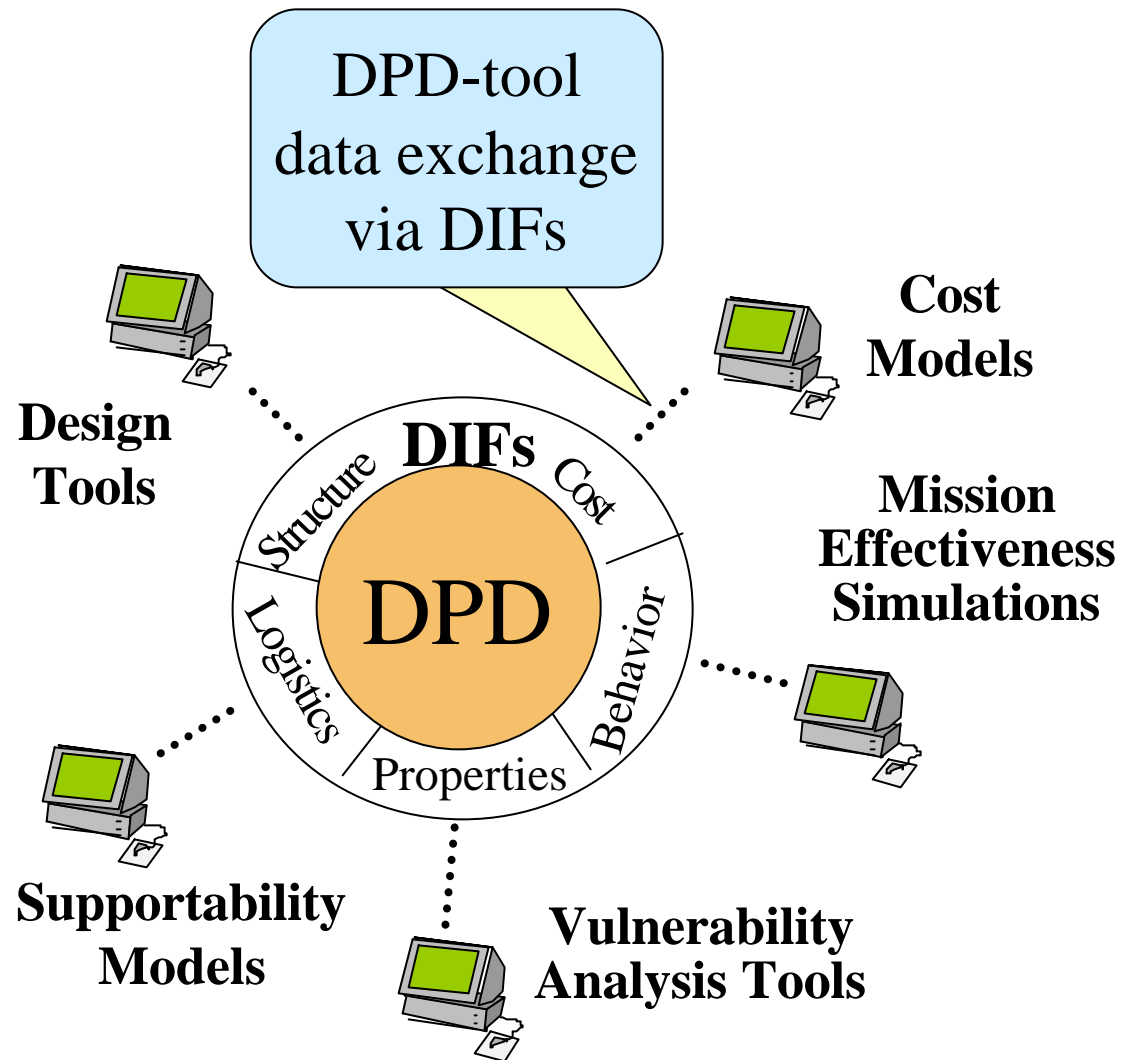 DPD-tool
data exchange
via DIFs
Cost
Models
Design
Tools
DIFs
Structure
Cost
Mission
Effectiveness
Simulations
DPD
Logistics
Behavior
Properties
Supportability
Models
Vulnerability
Analysis Tools